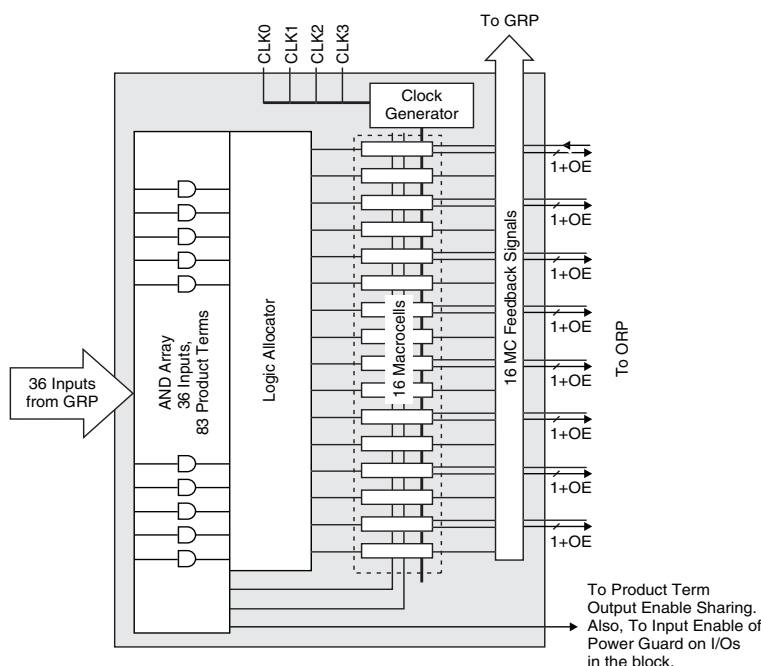 To GRP
CLK0
CLK1
CLK2
CLK3
Clock
Generator
36 Inputs
from GRP
AND Array
36 Inputs,
83 Product Terms
Logic Allocator
16 Macrocells
16 MC Feedback Signals
1+OE
1+OE
1+OE
1+OE
1+OE
1+OE
1+OE
1+OE
To ORP
To Product Term
Output Enable Sharing.
Also, To Input Enable of
Power Guard on I/Os
in the block.